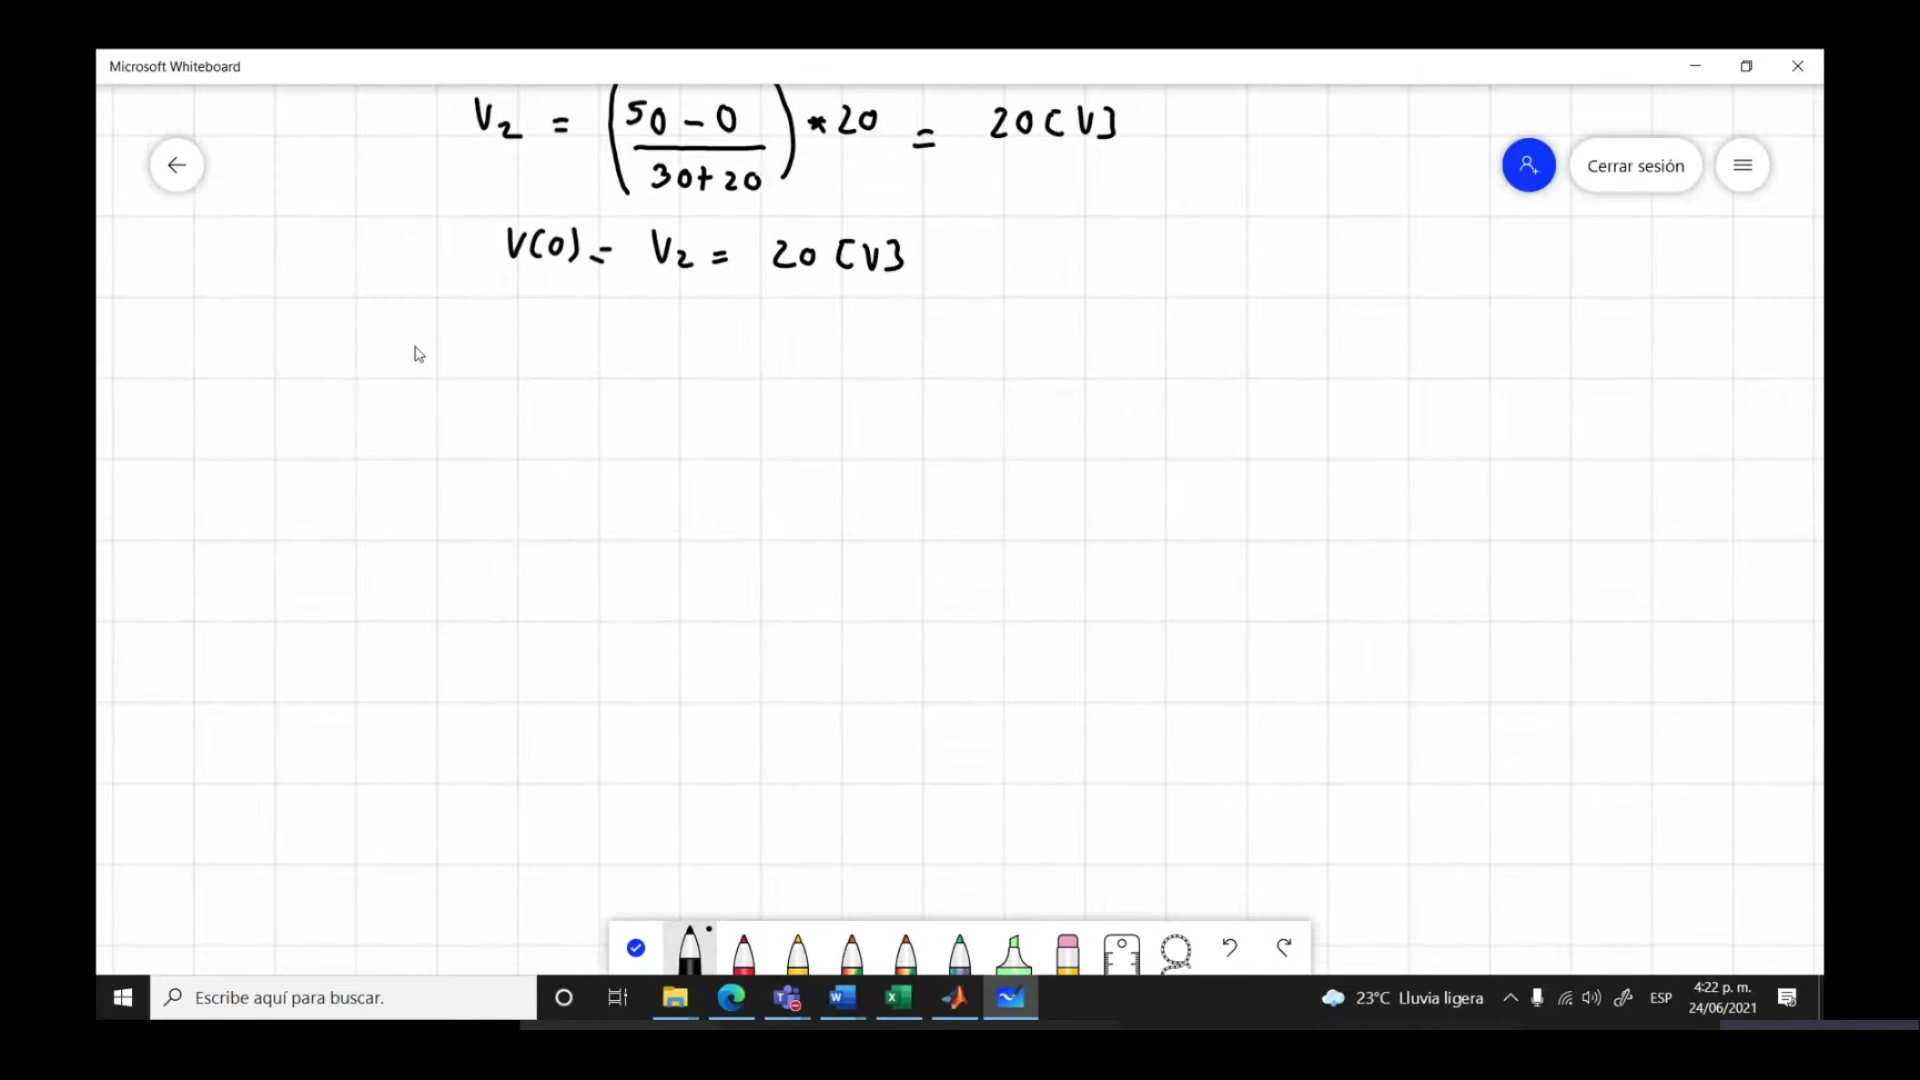 Microsoft Whiteboard
V2 = (50 - 0 / 30 + 20) * 20 = 20 [V]
Cerrar sesión
V(0) = V2 = 20 [V]
Escribe aquí para buscar.
23°C Lluvia ligera
ESP
4:22 p. m.
24/06/2021